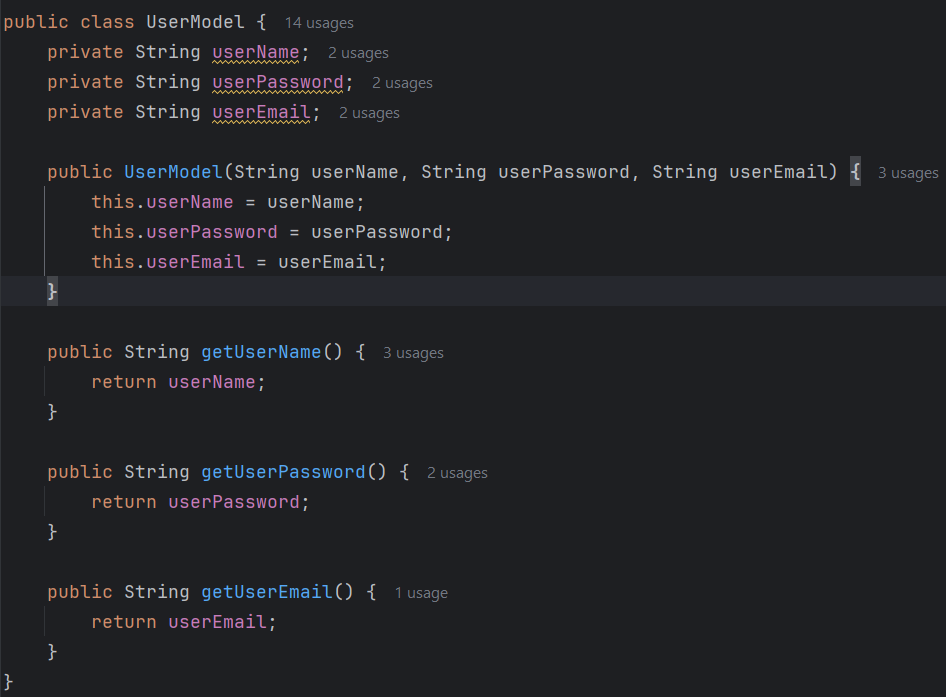 public class UserModel { 14 usages
    private String userName; 2 usages
    private String userPassword; 2 usages
    private String userEmail; 2 usages

    public UserModel(String userName, String userPassword, String userEmail) { 3 usages
        this.userName = userName;
        this.userPassword = userPassword;
        this.userEmail = userEmail;
    }

    public String getUserName() { 3 usages
        return userName;
    }

    public String getUserPassword() { 2 usages
        return userPassword;
    }

    public String getUserEmail() { 1 usage
        return userEmail;
    }
}